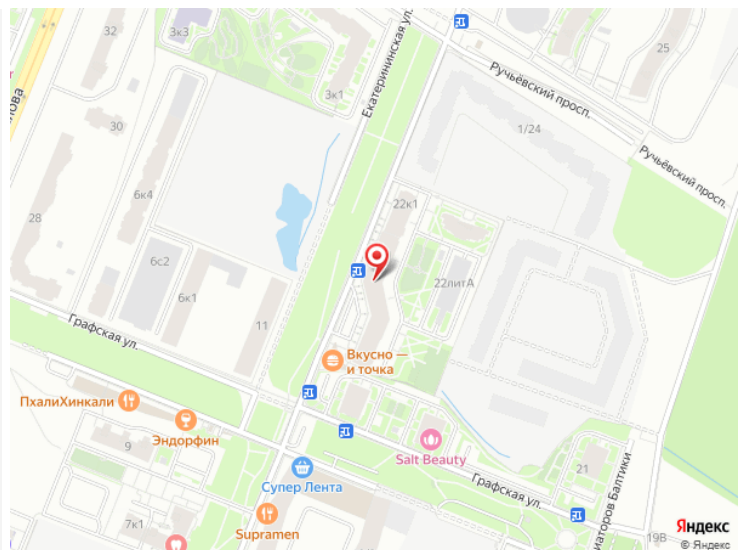 32
3к3
25
Екатерининская ул.
Ручьёвский просп.
3к1
1/24
30
Ручьёвский просп.
6к4
22к1
28
6с2
22литА
6к1
11
Графская ул.
Вкусно —
и точка
ПхалиХинкали
Эндорфин
9
Salt Beauty
21
Супер Лента
Графская ул.
7к1
Supramen
19В
Яндекс
© Яндекс